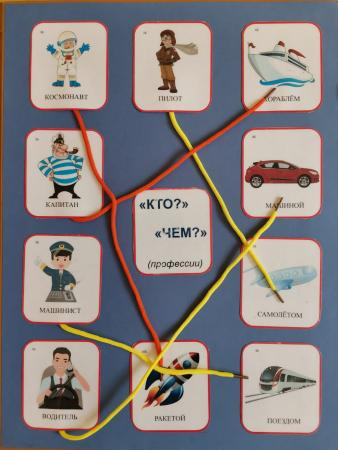 КОСМОНАВТ
ПИЛОТ
КОРАБЛЁМ
КАПИТАН
«КТО?»
«ЧЕМ?»
(профессии)
МАШИНОЙ
МАШИНИСТ
САМОЛЁТОМ
ВОДИТЕЛЬ
РАКЕТОЙ
ПОЕЗДОМ